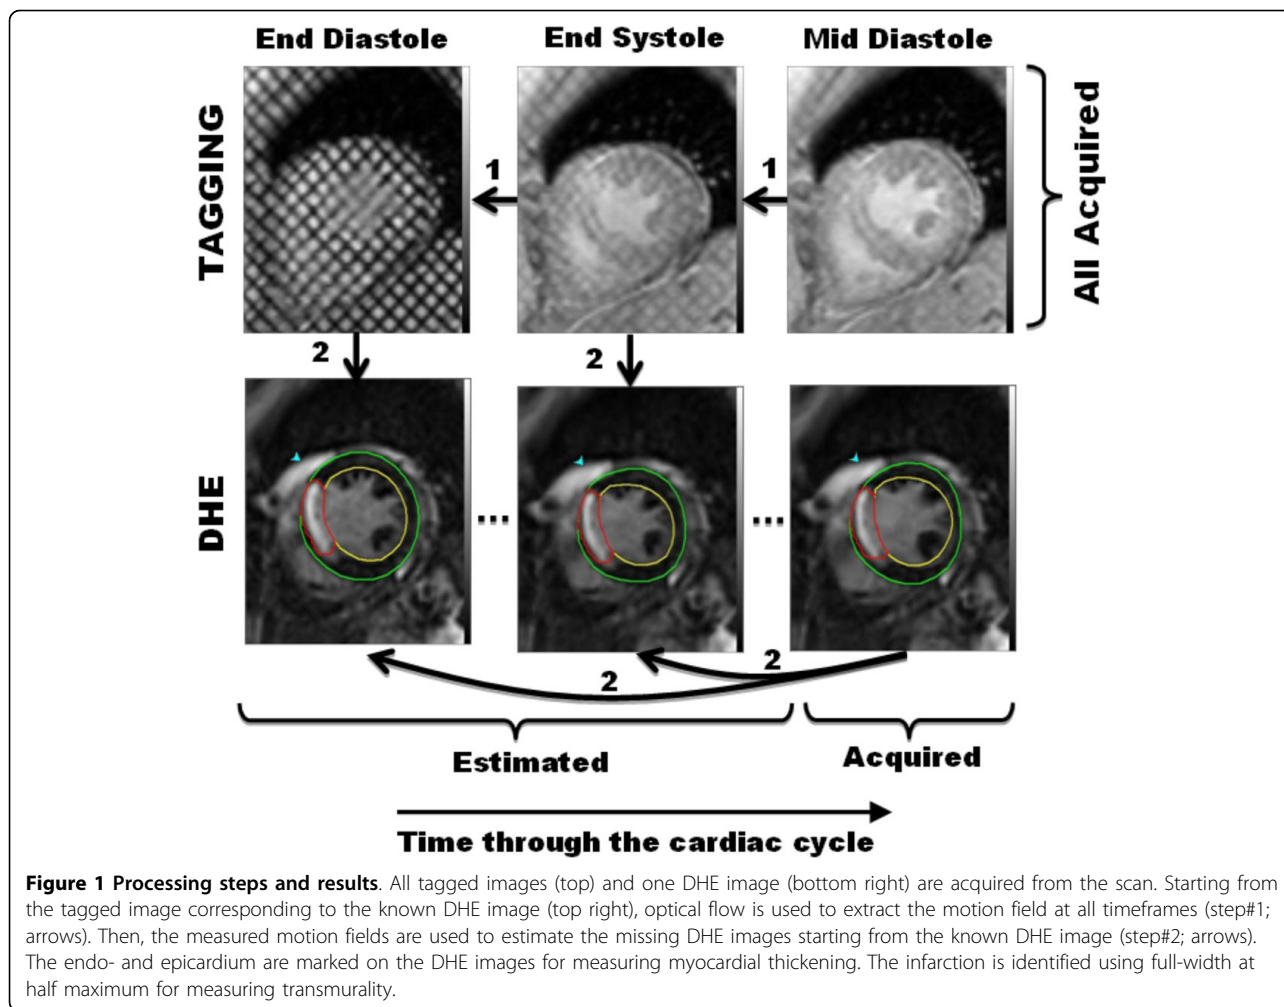 End Diastole
End Systole
Mid Diastole
TAGGING
1
1
All Acquired
2
2
DHE
...
...
2
2
Estimated
Acquired
Time through the cardiac cycle
Figure 1 Processing steps and results. All tagged images (top) and one DHE image (bottom right) are acquired from the scan. Starting from
the tagged image corresponding to the known DHE image (top right), optical flow is used to extract the motion field at all timeframes (step#1;
arrows). Then, the measured motion fields are used to estimate the missing DHE images starting from the known DHE image (step#2; arrows).
The endo- and epicardium are marked on the DHE images for measuring myocardial thickening. The infarction is identified using full-width at
half maximum for measuring transmurality.